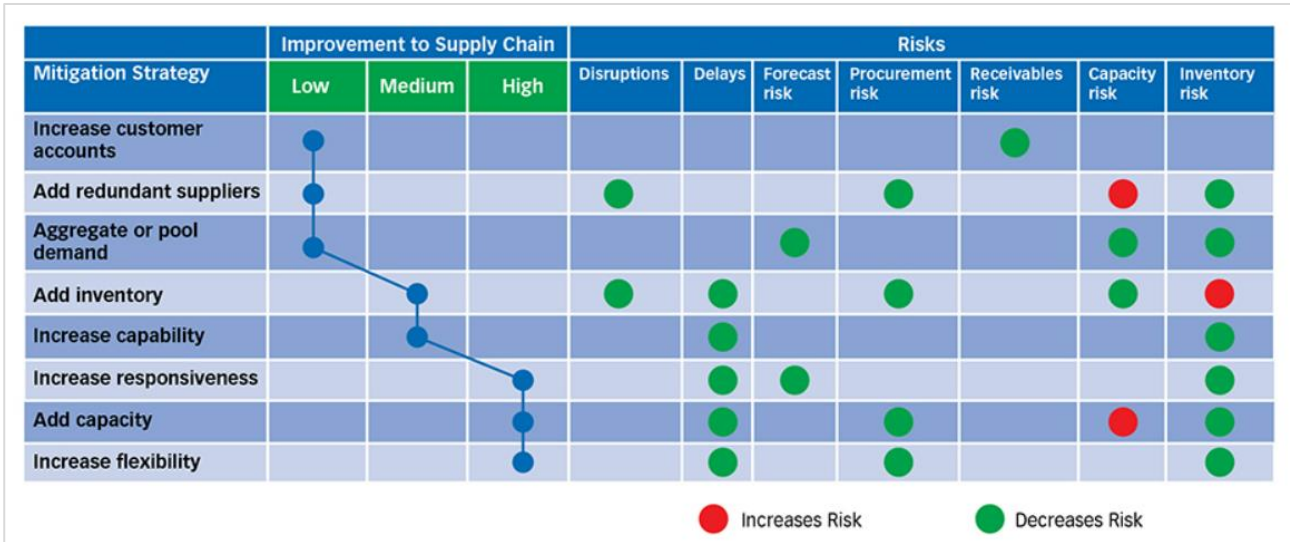 Improvement to Supply Chain
Risks
Mitigation Strategy
Low
Medium
High
Disruptions
Delays
Forecast
risk
Procurement
risk
Receivables
risk
Capacity
risk
Inventory
risk
Increase customer
accounts
Add redundant suppliers
Aggregate or pool
demand
Add inventory
Increase capability
Increase responsiveness
Add capacity
Increase flexibility
Increases Risk
Decreases Risk